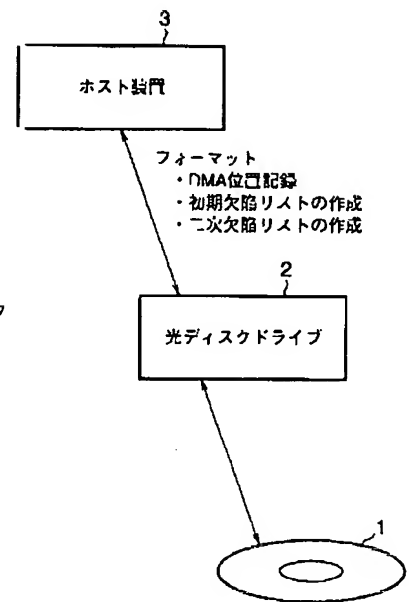 3
ホスト装置
フォーマット
・DMA位置記録
・初期欠陥リストの作成
・二次欠陥リストの作成
2
光ディスクドライブ
1